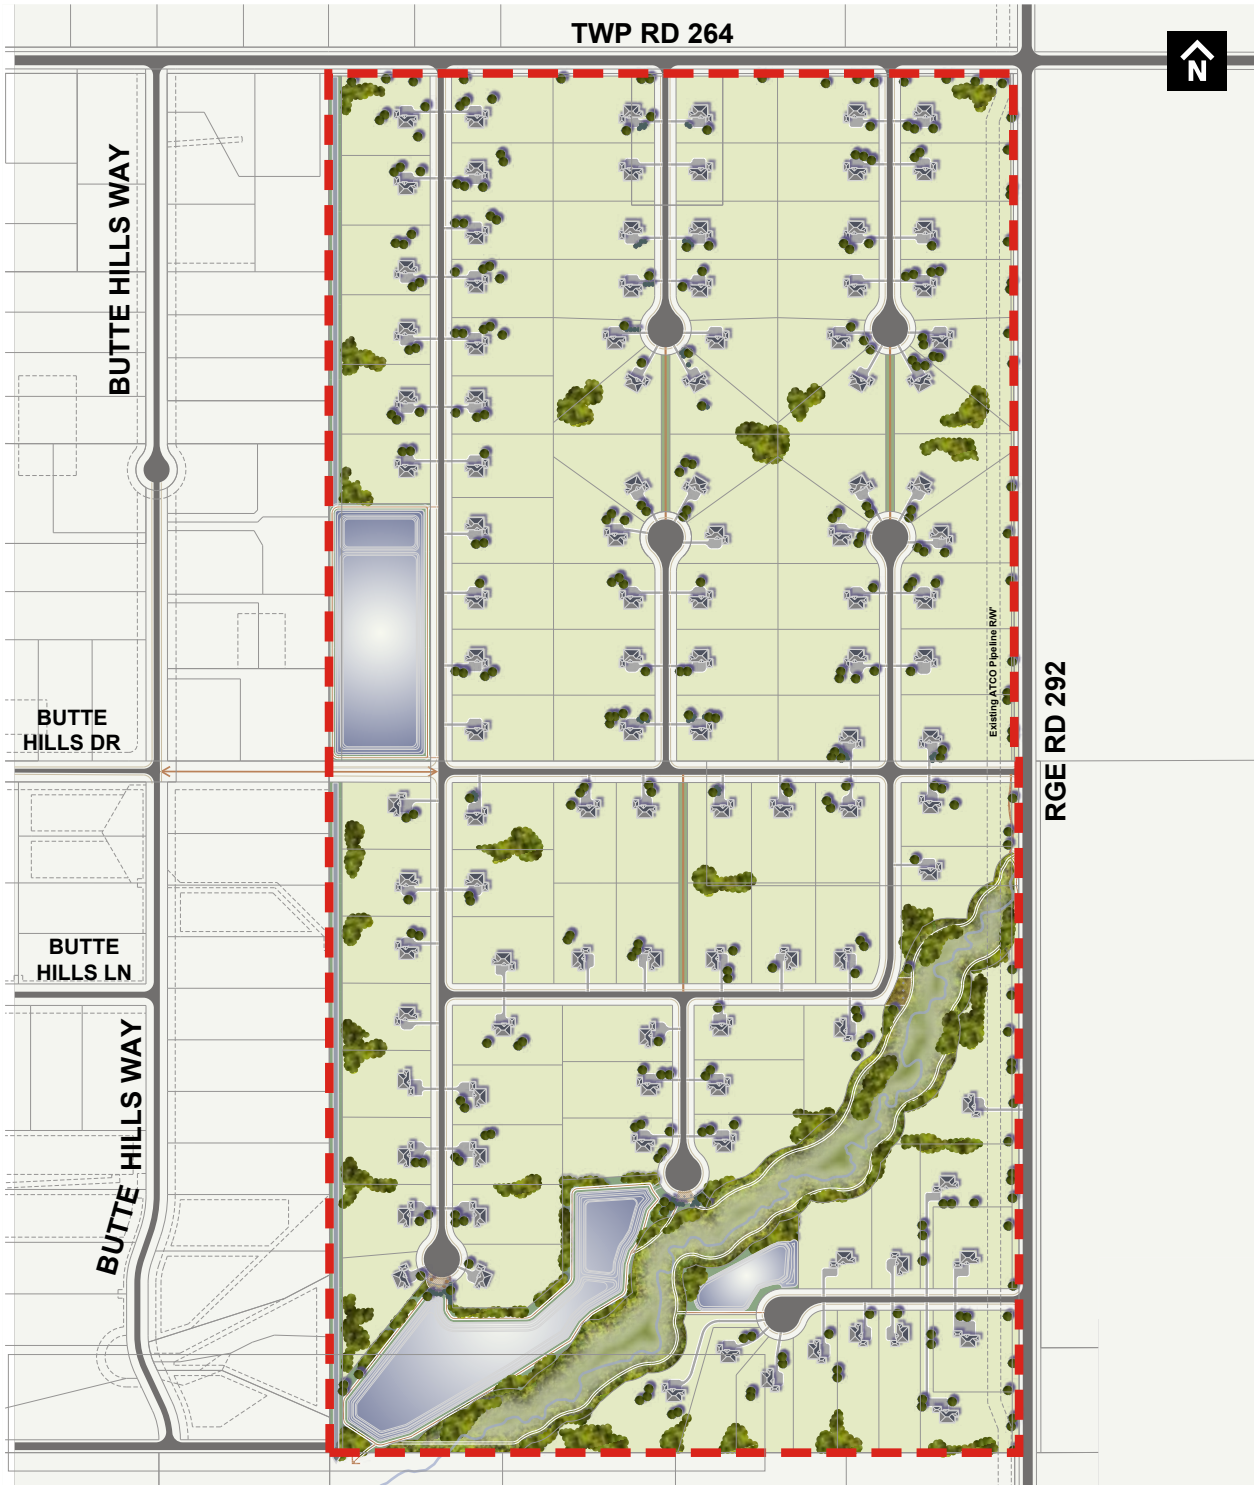 TWP RD 264
N
BUTTE HILLS WAY
Existing ATCO Pipeline R/W
RGE RD 292
BUTTE
HILLS DR
BUTTE
HILLS LN
BUTTE HILLS WAY